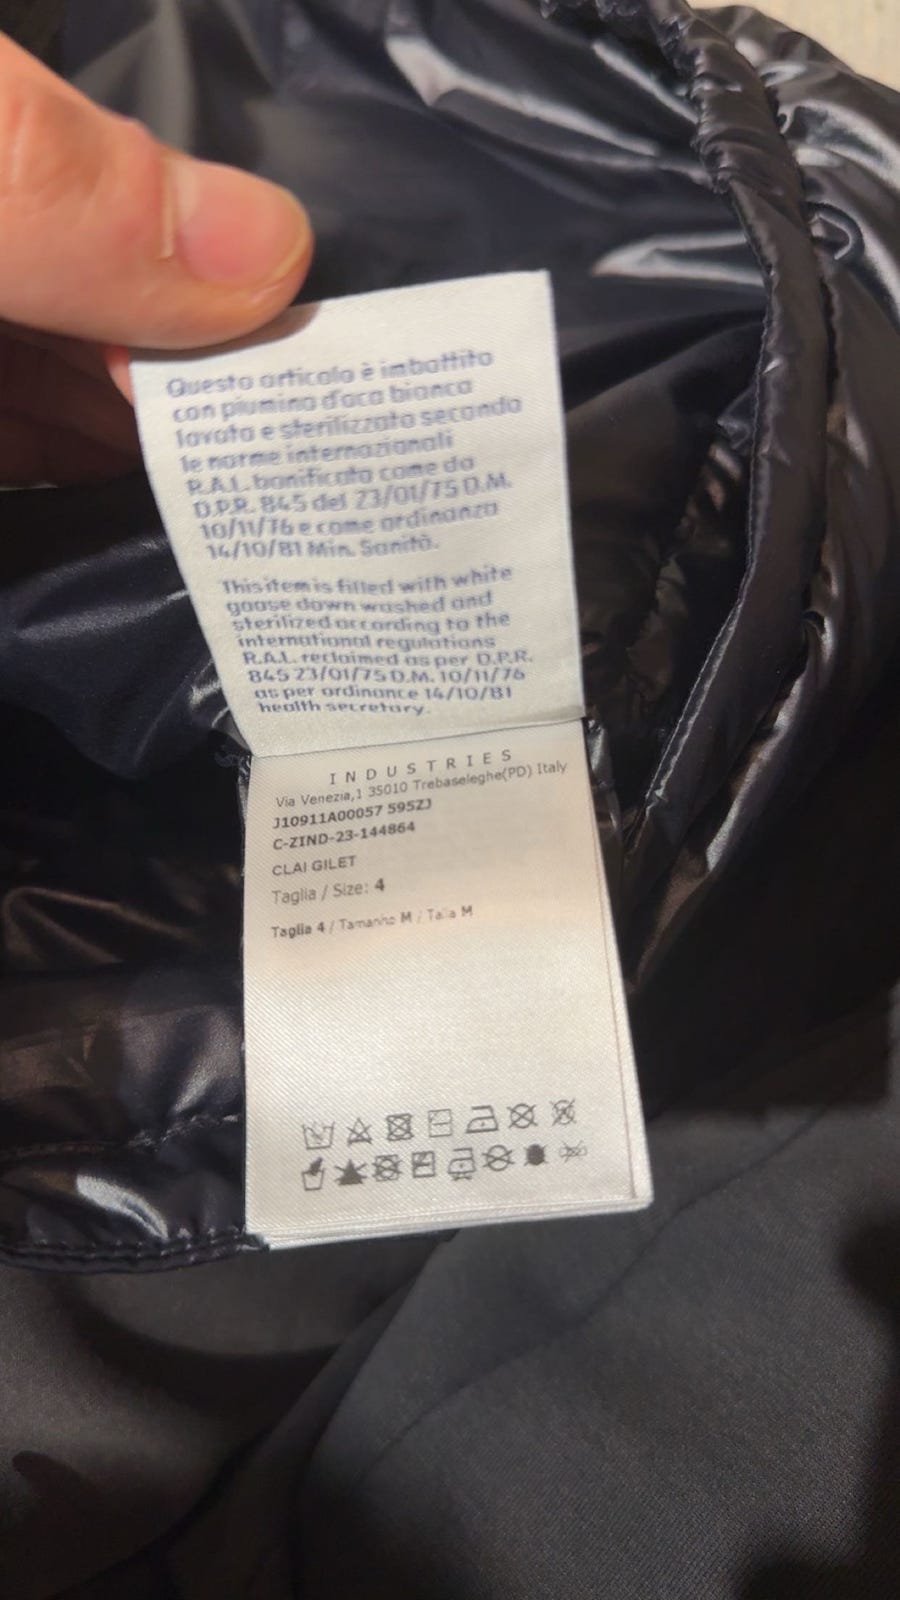 Questo articolo è imbottito
con piumino d'oca bianca
lavato e sterilizzato secondo
le norme internazionali
R.A.L. bonificato come da
D.P.R. 845 del 23/01/75 D.M.
10/11/76 e come ordinanza
14/10/81 Min. Sanità.
This item is filled with white
goose down washed and
sterilized according to the
international regulations
R.A.L. reclaimed as per D.P.R.
845 23/01/75 D.M. 10/11/76
as per ordinance 14/10/81
health secretary.
INDUSTRIES
Via Venezia,1 35010 Trebaseleghe(PD) Italy
J10911A00057 595ZJ
C-ZIND-23-144864
CLAI GILET
Taglia / Size: 4
Taglia 4 / Tamanho M / Talla M